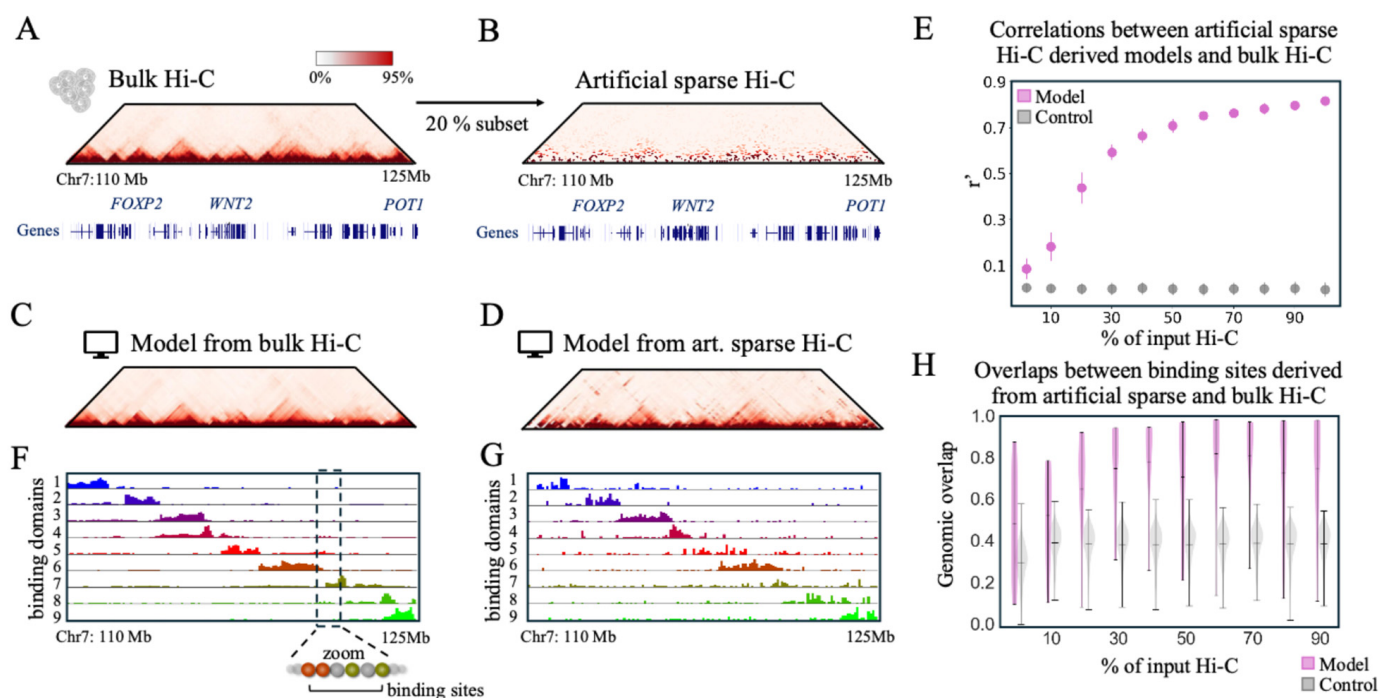 A
Bulk Hi-C
0%
95%
Chr7:110 Mb
125Mb
FOXP2
WNT2
POT1
Genes
20 % subset
B
Artificial sparse Hi-C
Chr7: 110 Mb
125Mb
FOXP2
WNT2
POT1
Genes
C
Model from bulk Hi-C
D
Model from art. sparse Hi-C
E
Correlations between artificial sparse
Hi-C derived models and bulk Hi-C
Model
Control
r'
0.9
0.7
0.5
0.3
0.1
10
30
50
70
90
% of input Hi-C
F
binding domains
1
2
3
4
5
6
7
8
9
Chr7: 110 Mb
125Mb
zoom
binding sites
G
binding domains
1
2
3
4
5
6
7
8
9
Chr7: 110 Mb
125Mb
H
Overlaps between binding sites derived
from artificial sparse and bulk Hi-C
Genomic overlap
1.0
0.8
0.6
0.4
0.2
0.0
10
30
50
70
90
% of input Hi-C
Model
Control